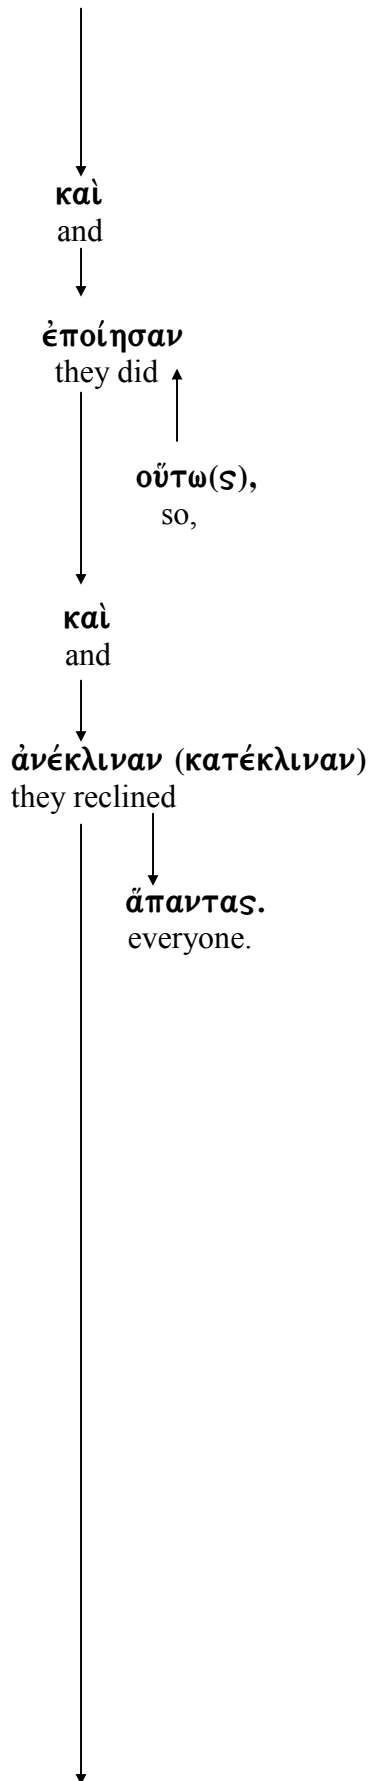 καὶ
and
ἐποίησαν
they did
οὕτω(ς),
so,
καὶ
and
ἀνέκλιναν (κατέκλιναν)
they reclined
ἅπαντας.
everyone.